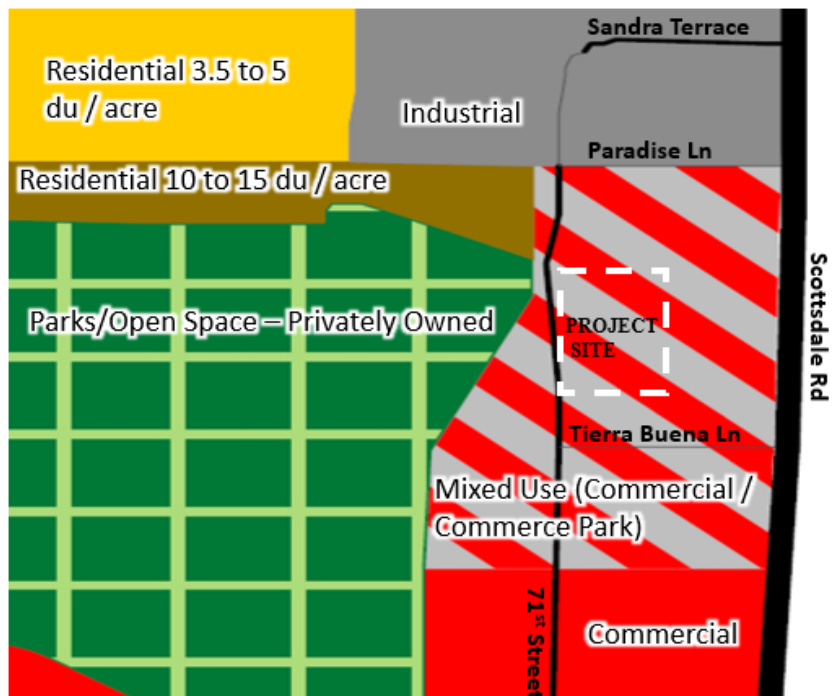 Sandra Terrace
Residential 3.5 to 5
du / acre
Industrial
Paradise Ln
Residential 10 to 15 du / acre
Scottsdale Rd
Parks/Open Space – Privately Owned
PROJECT
SITE
Tierra Buena Ln
Mixed Use (Commercial /
Commerce Park)
71st Street
Commercial